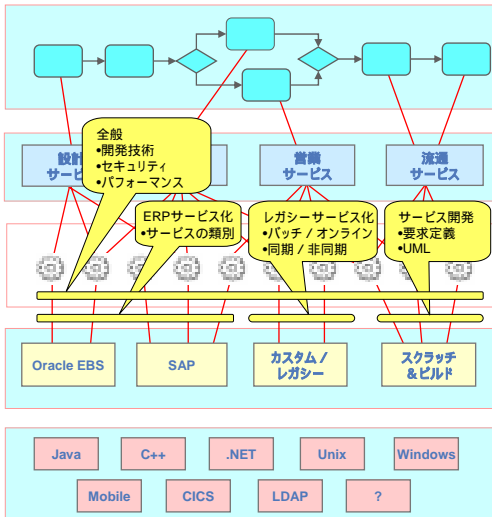 全般
•開発技術
•セキュリティ
•パフォーマンス
設計
サービス
営業
サービス
流通
サービス
ERPサービス化
•サービスの類別
レガシーサービス化
•バッチ / オンライン
•同期 / 非同期
サービス開発
•要求定義
•UML
Oracle EBS
SAP
カスタム /
レガシー
スクラッチ
&ビルド
Java
C++
.NET
Unix
Windows
Mobile
CICS
LDAP
?